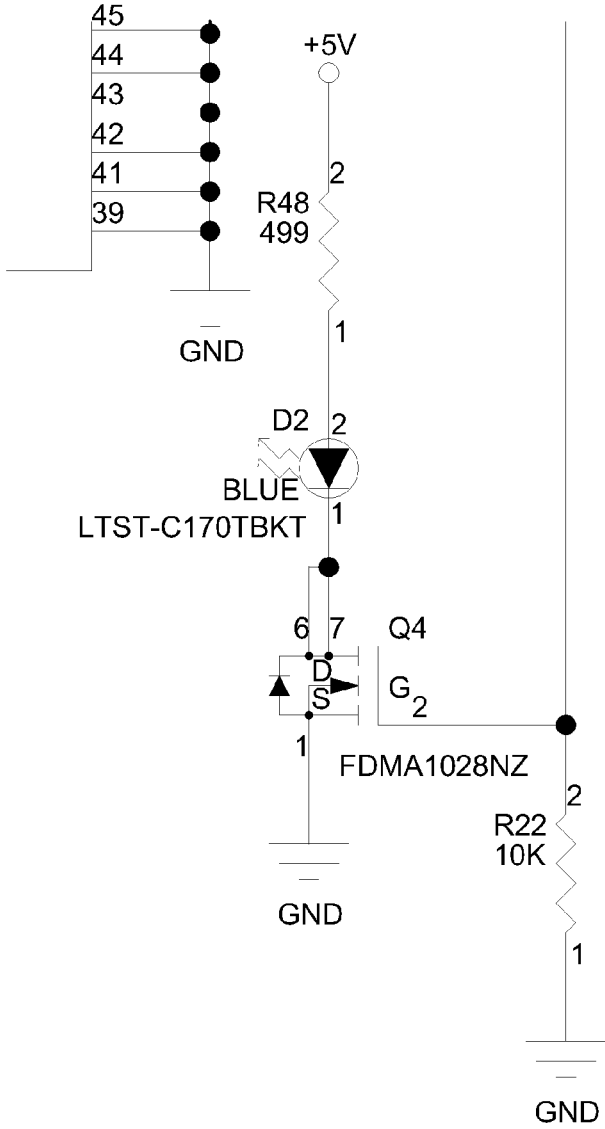 45
44
43
42
41
39
GND
+5V
2
R48
499
1
D2
2
BLUE
1
LTST-C170TBKT
6
7
Q4
D
S
G
2
1
FDMA1028NZ
GND
2
R22
10K
1
GND